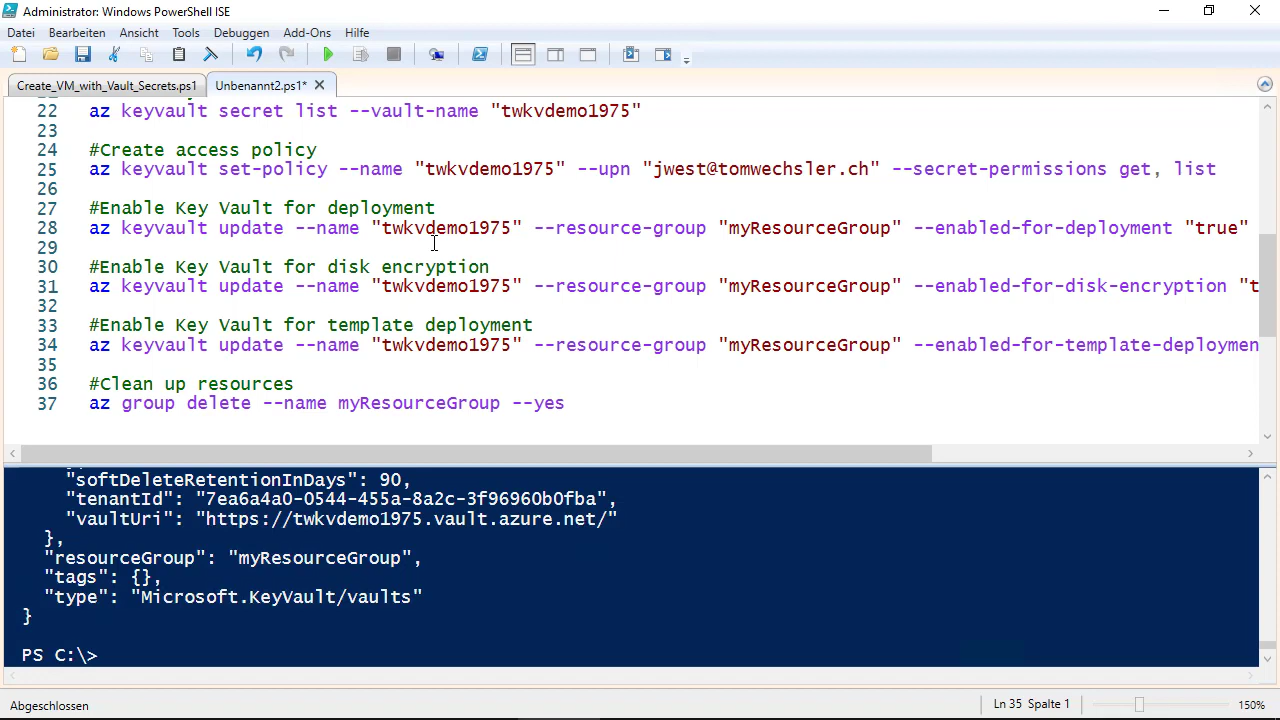 Administrator: Windows PowerShell ISE
Datei Bearbeiten Ansicht Tools Debuggen Add-Ons Hilfe
Create_VM_with_Vault_Secrets.ps1 Unbenannt2.ps1*
22 az keyvault secret list --vault-name "twkvdemo1975"
23
24 #Create access policy
25 az keyvault set-policy --name "twkvdemo1975" --upn "jwest@tomwechsler.ch" --secret-permissions get, list
26
27 #Enable Key Vault for deployment
28 az keyvault update --name "twkvdemo1975" --resource-group "myResourceGroup" --enabled-for-deployment "true"
29
30 #Enable Key Vault for disk encryption
31 az keyvault update --name "twkvdemo1975" --resource-group "myResourceGroup" --enabled-for-disk-encryption "t
32
33 #Enable Key Vault for template deployment
34 az keyvault update --name "twkvdemo1975" --resource-group "myResourceGroup" --enabled-for-template-deploymen
35
36 #Clean up resources
37 az group delete --name myResourceGroup --yes
"softDeleteRetentionInDays": 90,
"tenantId": "7ea6a4a0-0544-455a-8a2c-3f96960b0fba",
"vaultUri": "https://twkvdemo1975.vault.azure.net/"
},
"resourceGroup": "myResourceGroup",
"tags": {},
"type": "Microsoft.KeyVault/vaults"
}
PS C:\>
Abgeschlossen Ln 35 Spalte 1 150%